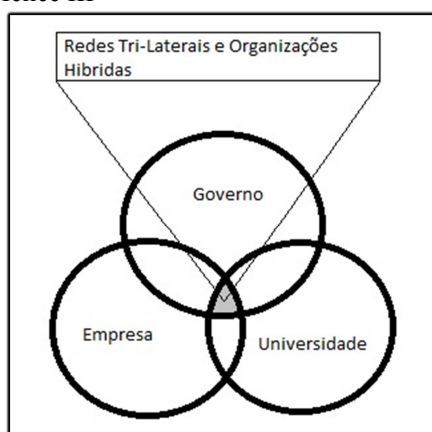 Redes Tri-Laterais e Organizações
Hibridas
Governo
Empresa
Universidade